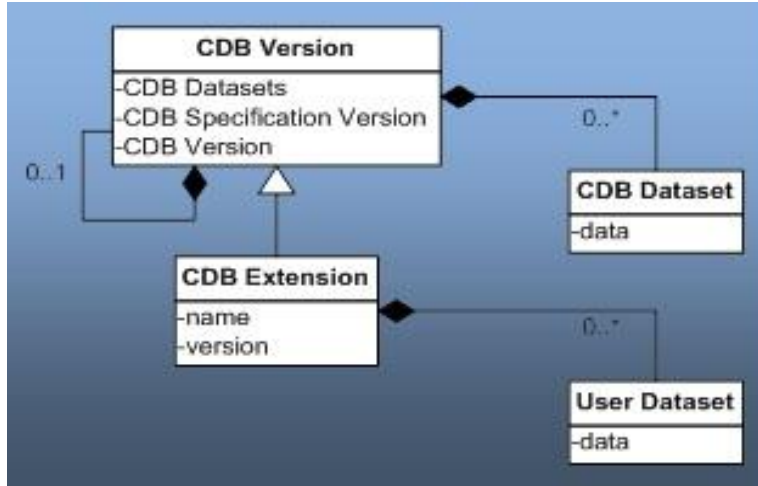 CDB Version
-CDB Datasets
-CDB Specification Version
-CDB Version
0..*
0..1
CDB Dataset
-data
CDB Extension
-name
-version
0..*
User Dataset
-data